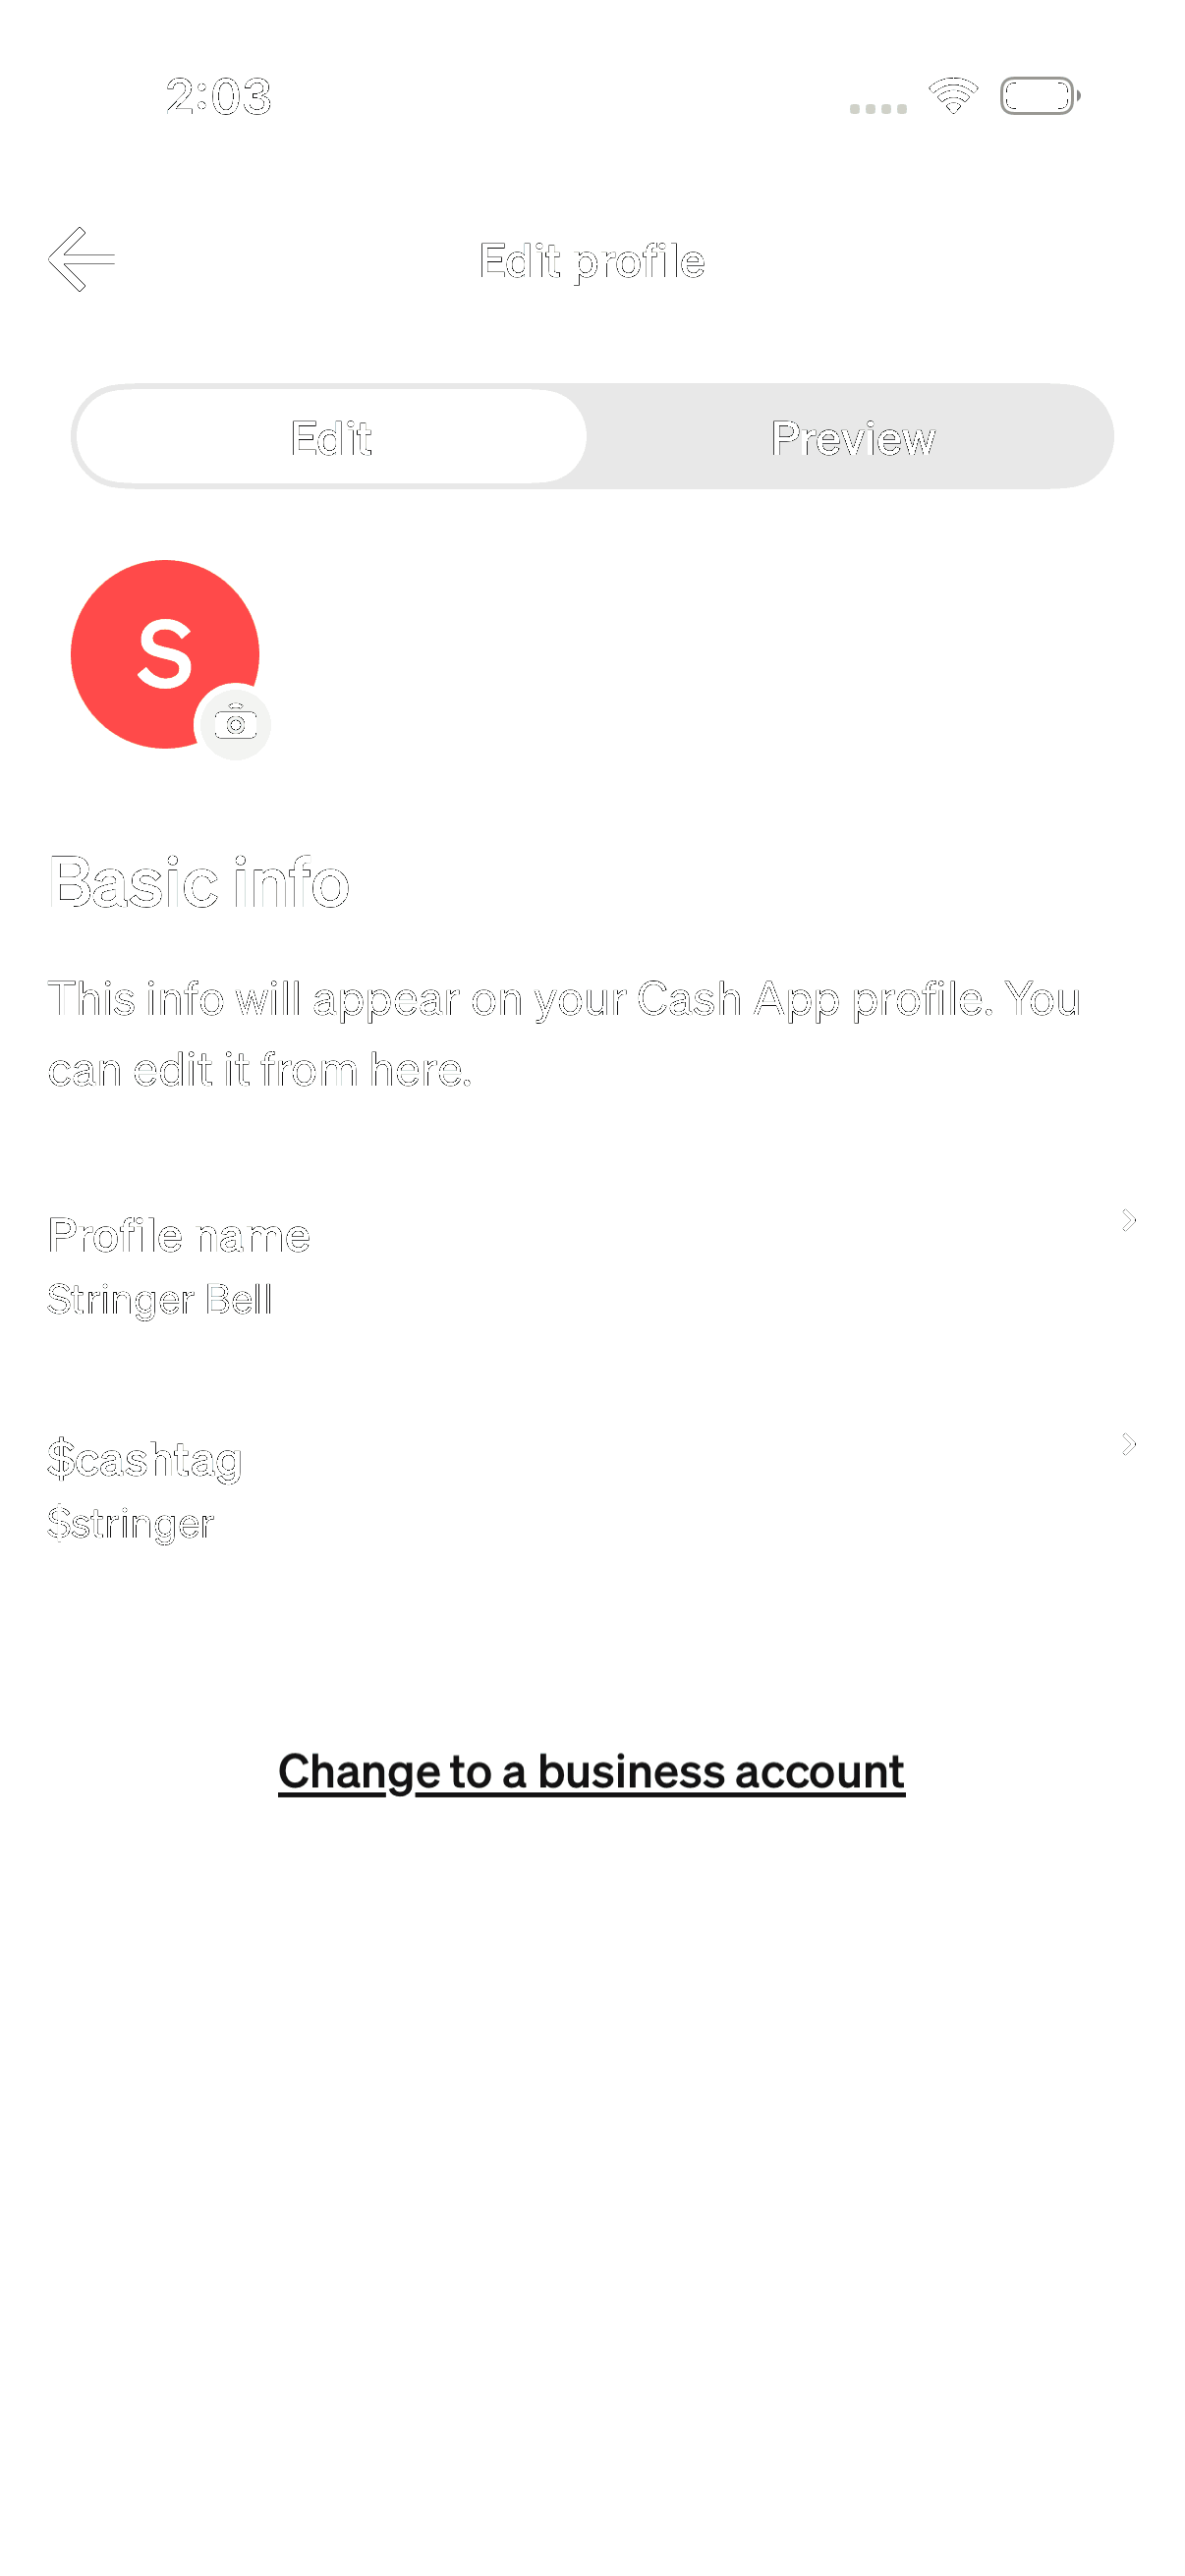 2:03
Edit profile
Edit Preview
S
Basic info
This info will appear on your Cash App profile. You
can edit it from here.
Profile name
Stringer Bell
$cashtag
$stringer
Change to a business account